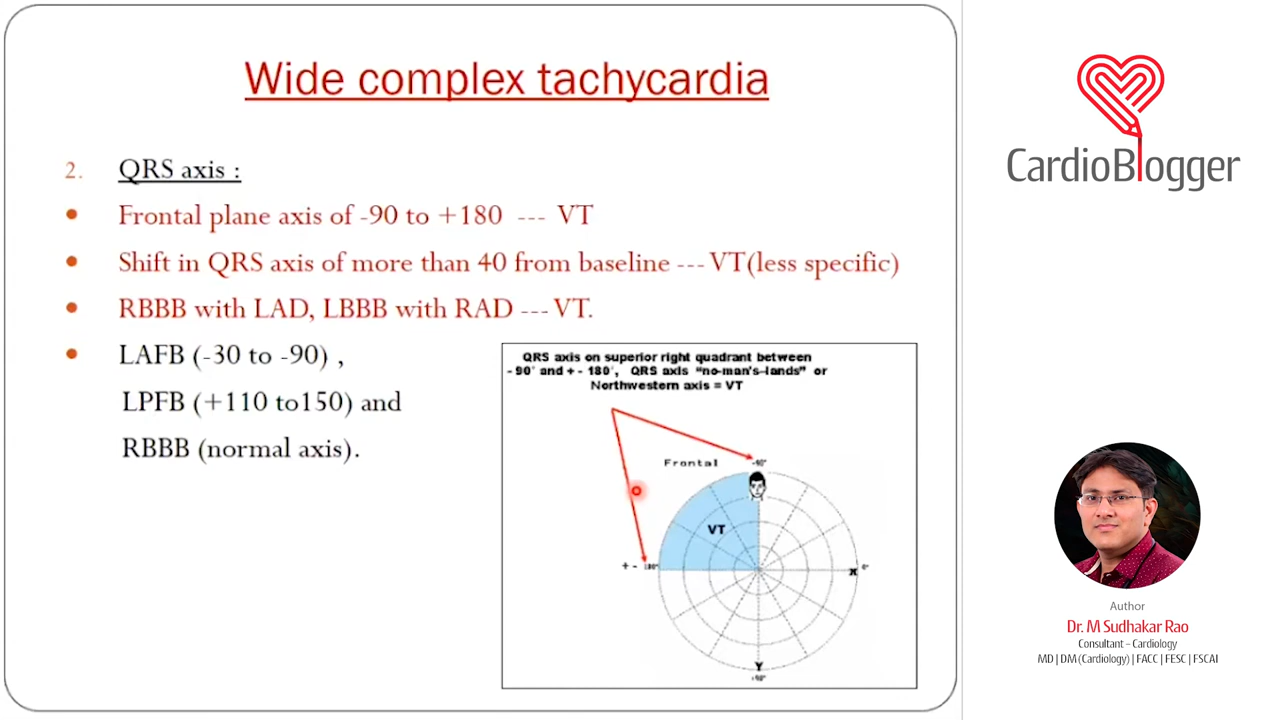 Wide complex tachycardia
2. QRS axis :
• Frontal plane axis of -90 to +180 --- VT
• Shift in QRS axis of more than 40 from baseline --- VT(less specific)
• RBBB with LAD, LBBB with RAD --- VT.
• LAFB (-30 to -90) ,
LPFB (+110 to150) and
RBBB (normal axis).
QRS axis on superior right quadrant between
- 90° and + - 180°, QRS axis “no-man’s-lands” or
Northwestern axis = VT
Frontal
-90°
VT
+ - 180°
X 0°
Y
+90°
CardioBlogger
Author
Dr. M Sudhakar Rao
Consultant – Cardiology
MD | DM (Cardiology) | FACC | FESC | FSCAI